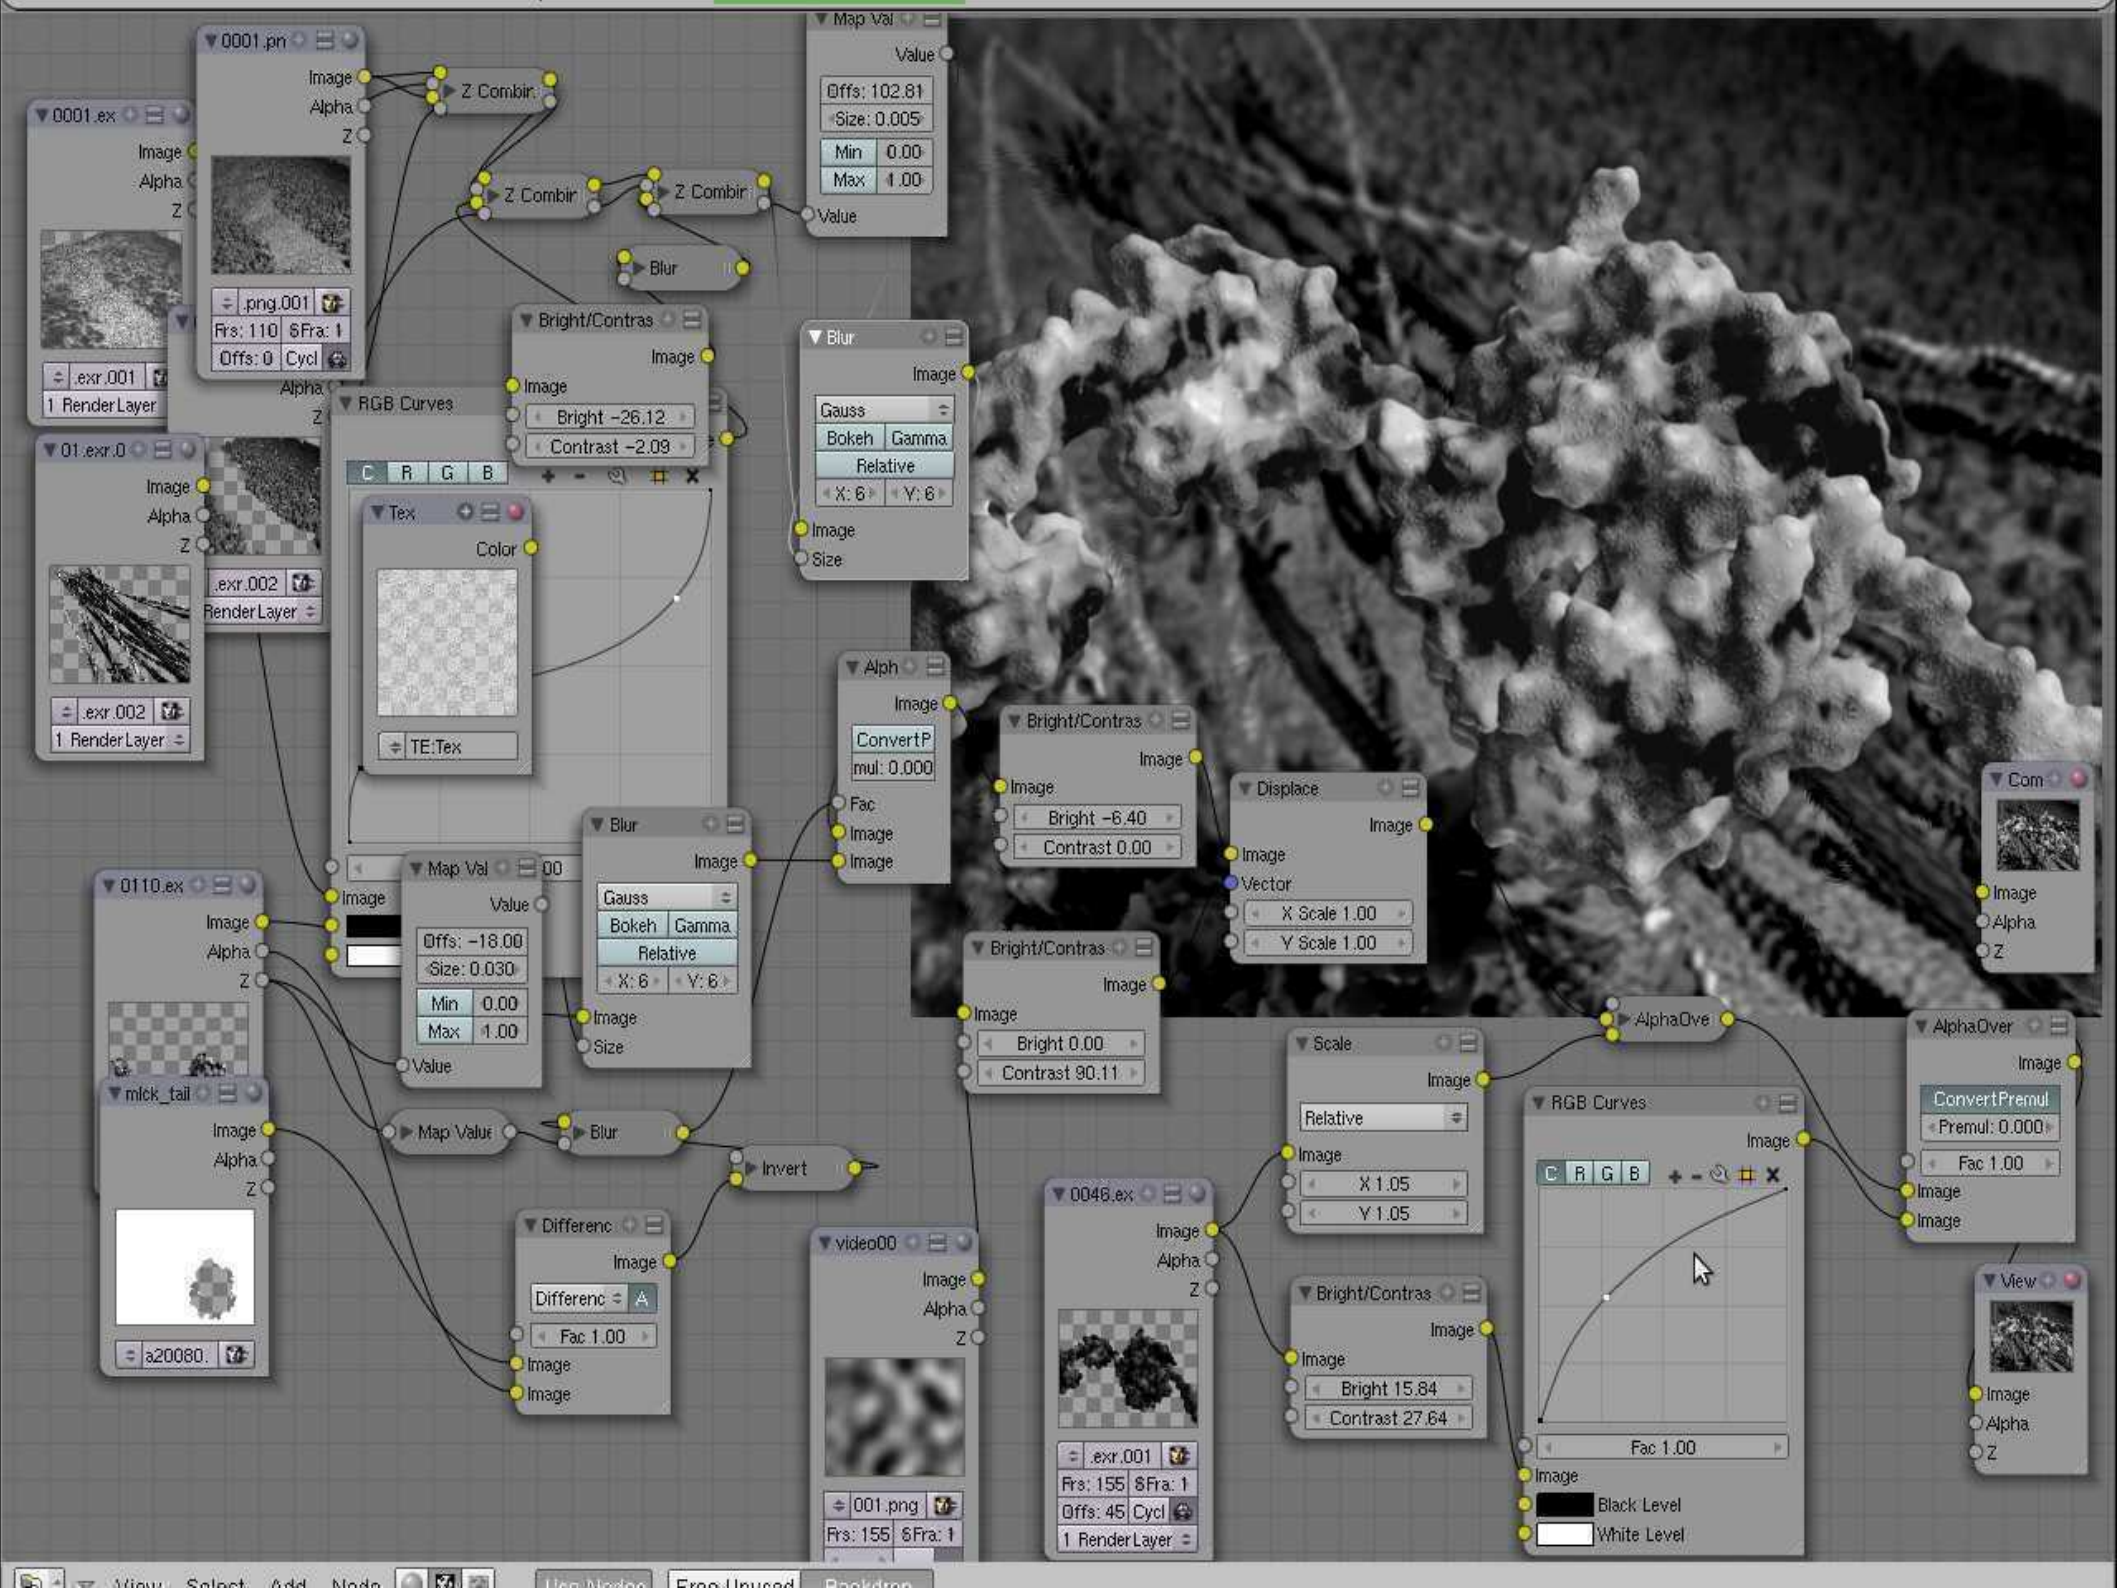 0001.pn
Image
Alpha
Z
.png.001
Frs: 110 SFra: 1
Offs: 0 Cycl
0001.ex
Image
Alpha
Z
.exr.001
1 RenderLayer
Z Combir
Z Combir
Z Combir
Blur
Map Val
Value
Offs: 102.81
Size: 0.005
Min 0.00
Max 1.00
Value
Alpha
Z
.exr.002
RenderLayer
01.exr.0
Image
Alpha
Z
.exr.002
1 RenderLayer
Bright/Contras
Image
Image
Bright -26.12
Contrast -2.09
RGB Curves
C R G B
Tex
Color
TE:Tex
00
Image
Blur
Image
Gauss
Bokeh Gamma
Relative
X: 6 Y: 6
Image
Size
Alph
Image
ConvertP
mul: 0.000
Fac
Image
Image
Bright/Contras
Image
Image
Bright -6.40
Contrast 0.00
Displace
Image
Image
Vector
X Scale 1.00
Y Scale 1.00
Com
Image
Alpha
Z
0110.ex
Image
Alpha
Z
Map Val
Value
Offs: -18.00
Size: 0.030
Min 0.00
Max 1.00
Value
Blur
Image
Gauss
Bokeh Gamma
Relative
X: 6 Y: 6
Image
Size
Bright/Contras
Image
Image
Bright 0.00
Contrast 90.11
mlck_tail
Image
Alpha
Z
a20080.
Map Value
Blur
Invert
Differenc
Image
Differenc A
Fac 1.00
Image
Image
video00
Image
Alpha
Z
001.png
Frs: 155 SFra: 1
0046.ex
Image
Alpha
Z
.exr.001
Frs: 155 SFra: 1
Offs: 45 Cycl
1 RenderLayer
Scale
Image
Relative
Image
X 1.05
Y 1.05
Bright/Contras
Image
Image
Bright 15.84
Contrast 27.64
AlphaOve
RGB Curves
Image
C R G B
Fac 1.00
Image
Black Level
White Level
AlphaOver
Image
ConvertPremul
Premul: 0.000
Fac 1.00
Image
Image
View
Image
Alpha
Z
View Select Add Node Use Nodes Free Unused Backdrop